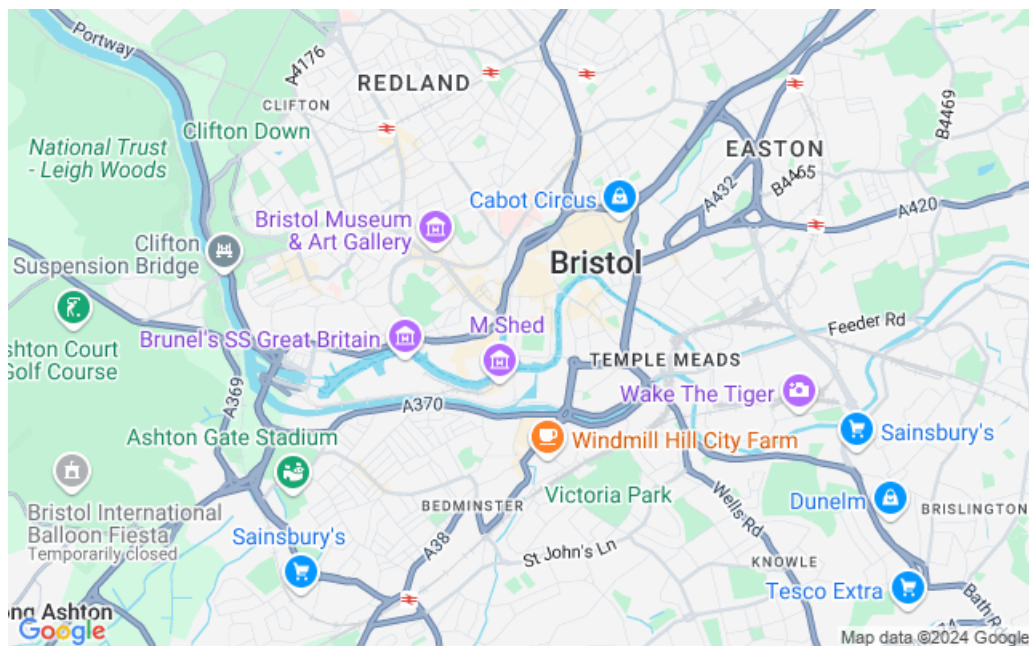 Portway
A4176
REDLAND
CLIFTON
Clifton Down
National Trust
- Leigh Woods
B4469
EASTON
B4465
A432
A420
Cabot Circus
Bristol Museum
& Art Gallery
Clifton
Suspension Bridge
Bristol
M Shed
Brunel's SS Great Britain
Feeder Rd
shton Court
Golf Course
TEMPLE MEADS
A369
A370
Wake The Tiger
Ashton Gate Stadium
Windmill Hill City Farm
Sainsbury's
Bristol International
Balloon Fiesta
Temporarily closed
BEDMINSTER
Victoria Park
Wells Rd
Dunelm
BRISLINGTON
Sainsbury's
A38
St John's Ln
KNOWLE
Tesco Extra
Bath Rd
ong Ashton
Google
Map data ©2024 Google